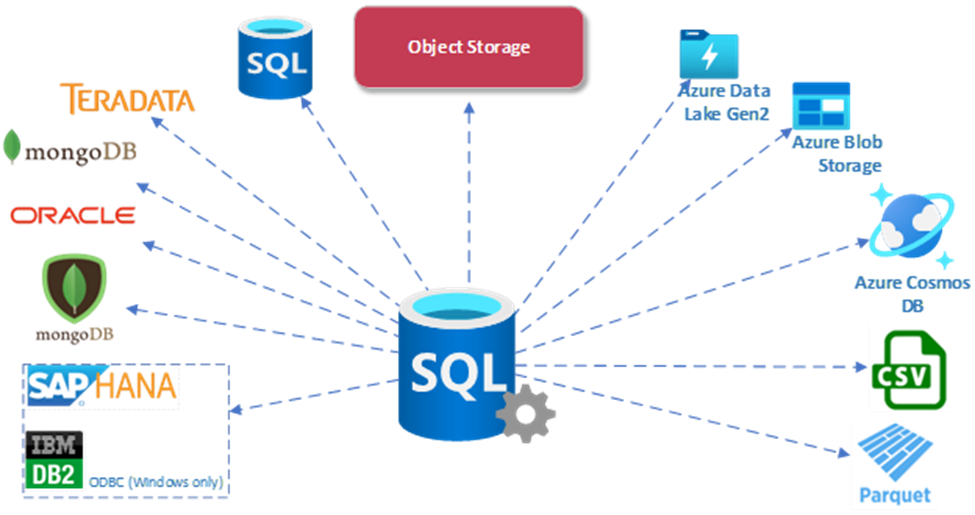 SQL
Object Storage
Azure Data
Lake Gen2
TERADATA
Azure Blob
Storage
mongoDB
ORACLE
Azure Cosmos
DB
mongoDB
SQL
CSV
SAP HANA
IBM
DB2
ODBC (Windows only)
Parquet